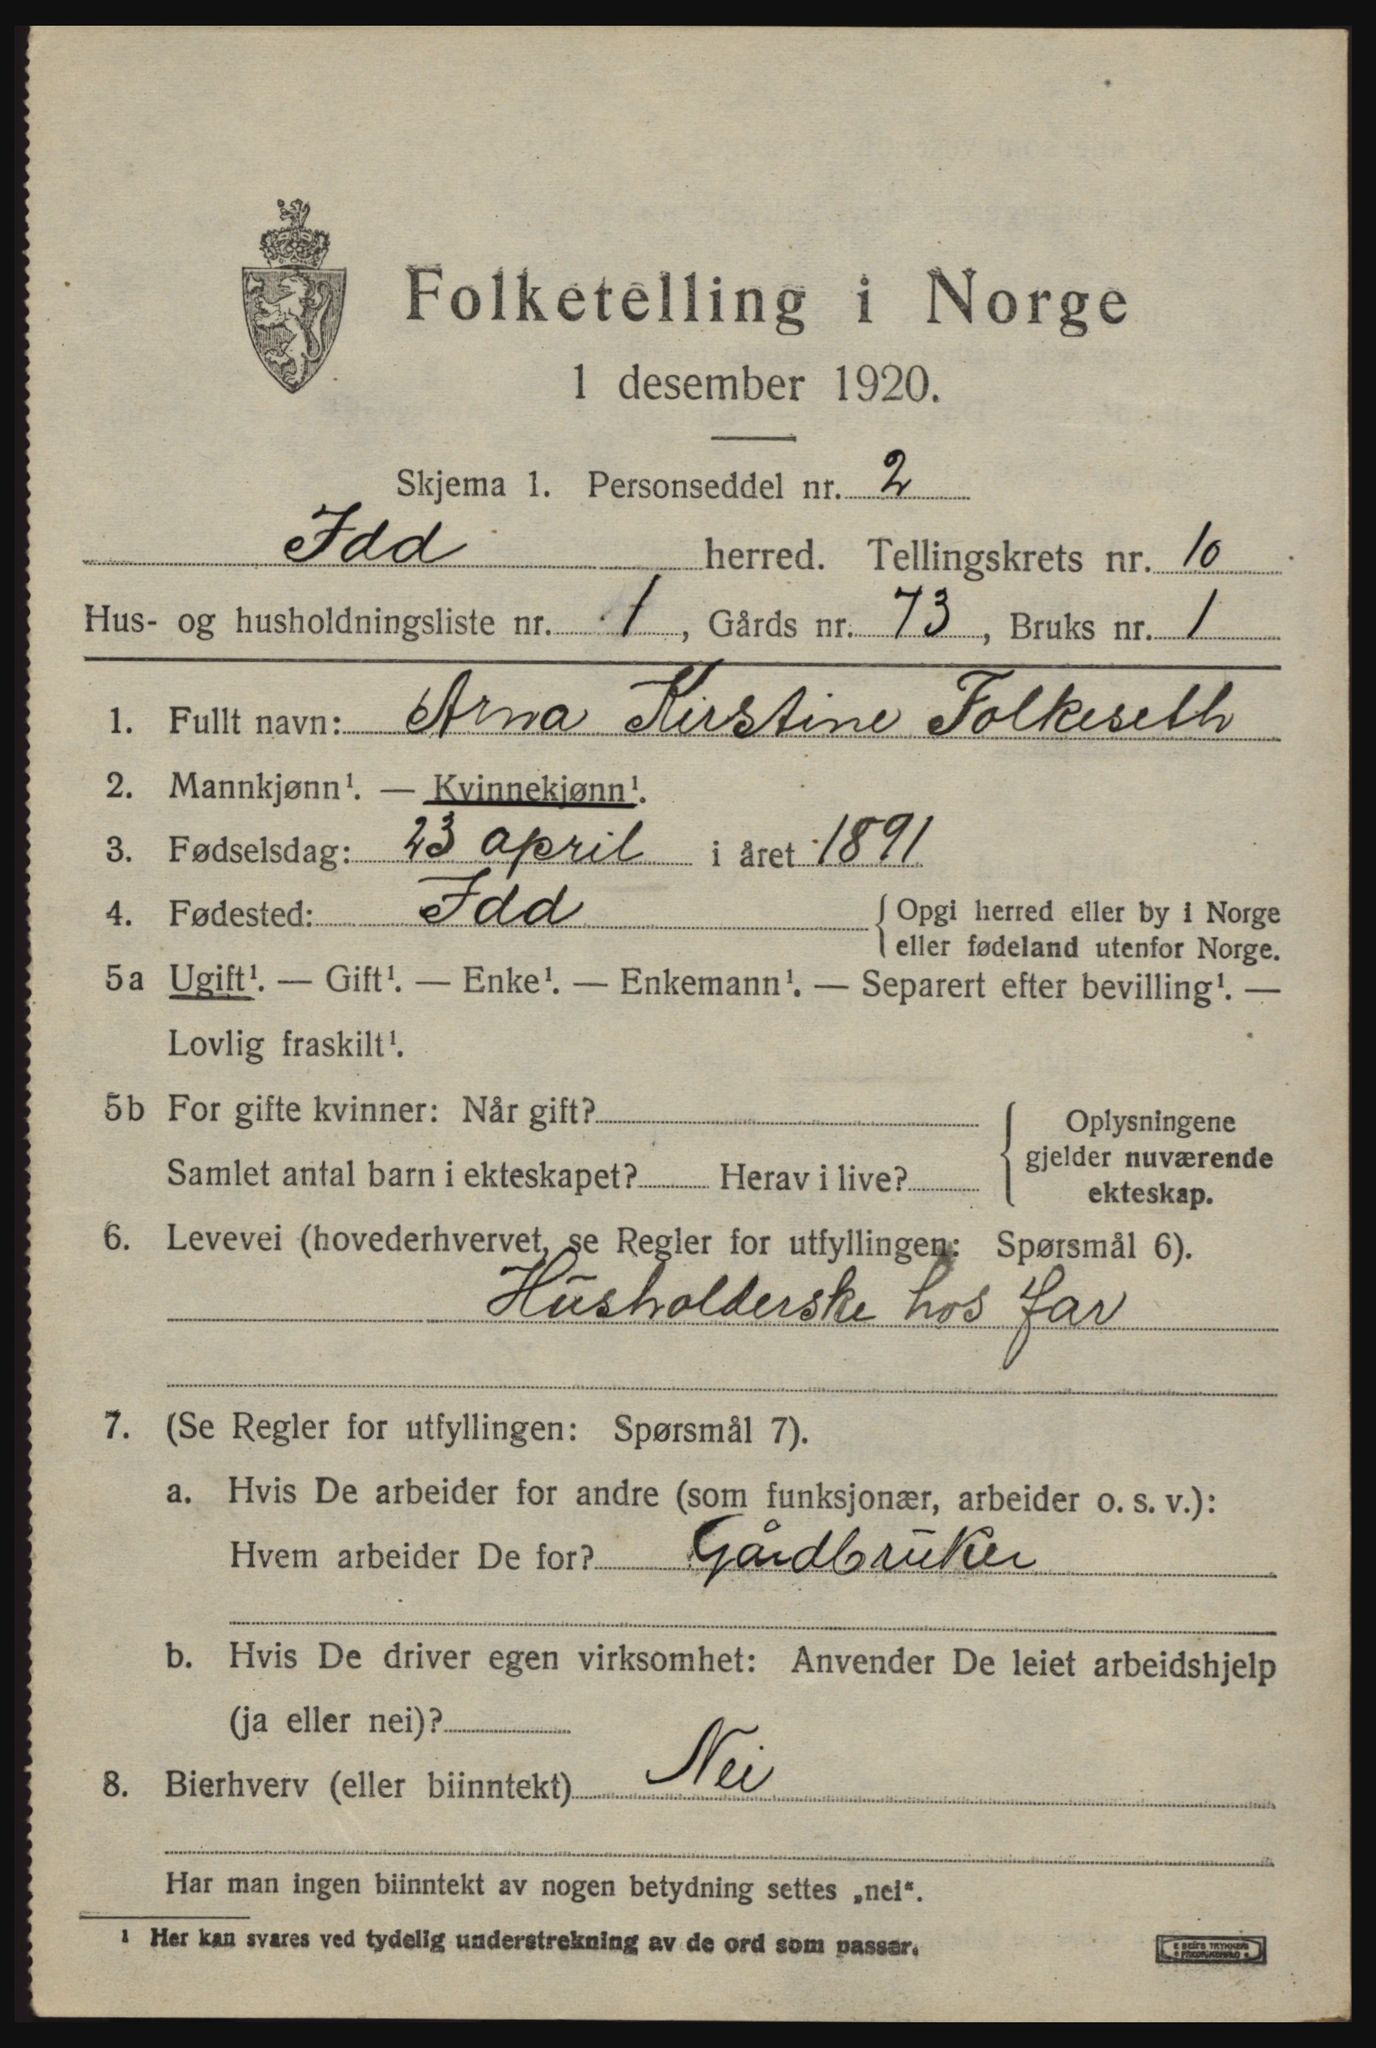 Folketelling i Norge
1 desember 1920.
Skjema 1. Personseddel nr. 2
Idd herred. Tellingskrets nr. 10
Hus- og husholdningsliste nr. 1, Gårds nr. 73, Bruks nr. 1
1. Fullt navn: Arna Kirstine Folkeseth
2. Mannkjønn¹. — Kvinnekjønn¹.
3. Fødselsdag: 23 april i året 1891
4. Fødested: Idd
Opgi herred eller by i Norge
eller fødeland utenfor Norge.
5a Ugift¹. — Gift¹. — Enke¹. — Enkemann¹. — Separert efter bevilling¹. —
Lovlig fraskilt¹.
5b For gifte kvinner: Når gift?
Samlet antal barn i ekteskapet? Herav i live?
Oplysningene
gjelder nuværende
ekteskap.
6. Levevei (hovederhvervet, se Regler for utfyllingen: Spørsmål 6).
Husholderske hos far
7. (Se Regler for utfyllingen: Spørsmål 7).
a. Hvis De arbeider for andre (som funksjonær, arbeider o. s. v.):
Hvem arbeider De for? Gårdbruker
b. Hvis De driver egen virksomhet: Anvender De leiet arbeidshjelp
(ja eller nei)?
8. Bierhverv (eller biinntekt) Nei
Har man ingen biinntekt av nogen betydning settes „nei“.
¹ Her kan svares ved tydelig understrekning av de ord som passer.